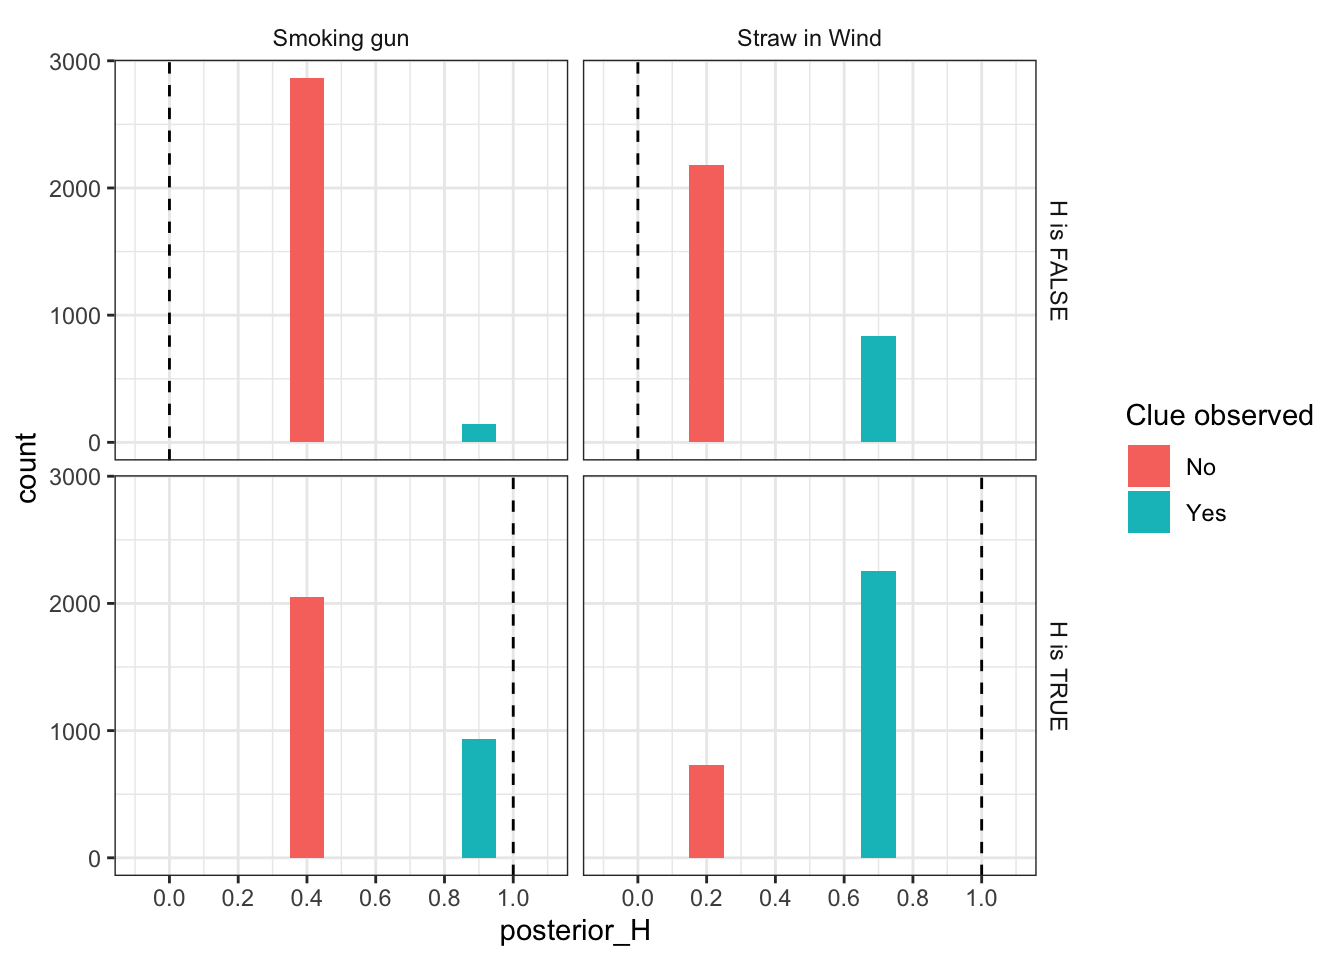 Smoking gun
Straw in Wind
3000
2000
1000
0
H is FALSE
3000
2000
1000
0
H is TRUE
count
0.0 0.2 0.4 0.6 0.8 1.0
0.0 0.2 0.4 0.6 0.8 1.0
posterior_H
Clue observed
No
Yes